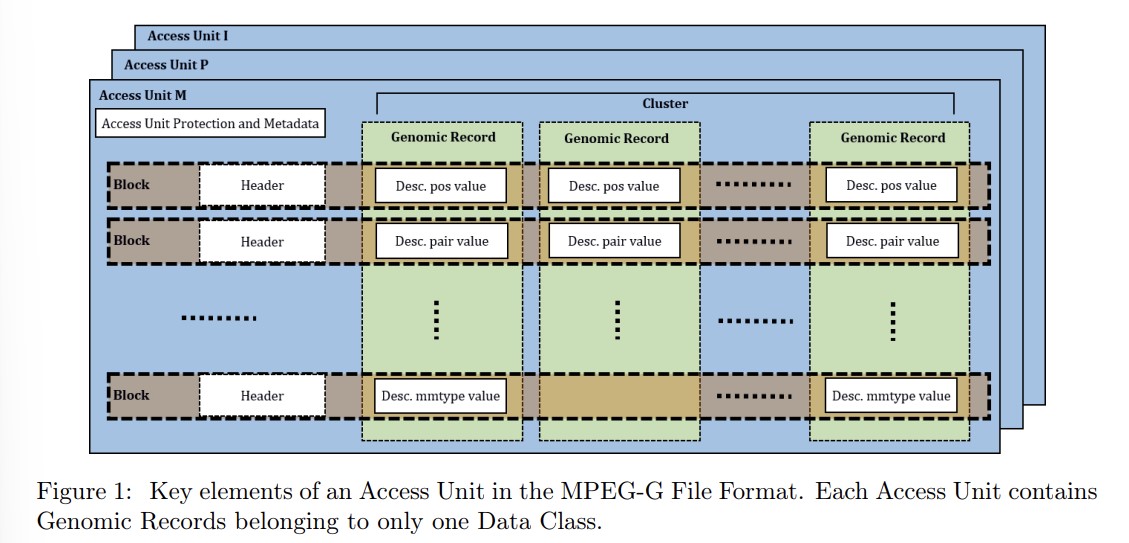 Access Unit I
Access Unit P
Access Unit M
Cluster
Access Unit Protection and Metadata
Genomic Record Genomic Record Genomic Record
Block Header Desc. pos value Desc. pos value Desc. pos value
Block Header Desc. pair value Desc. pair value Desc. pair value
Block Header Desc. mmtype value Desc. mmtype value
Figure 1: Key elements of an Access Unit in the MPEG-G File Format. Each Access Unit contains
Genomic Records belonging to only one Data Class.